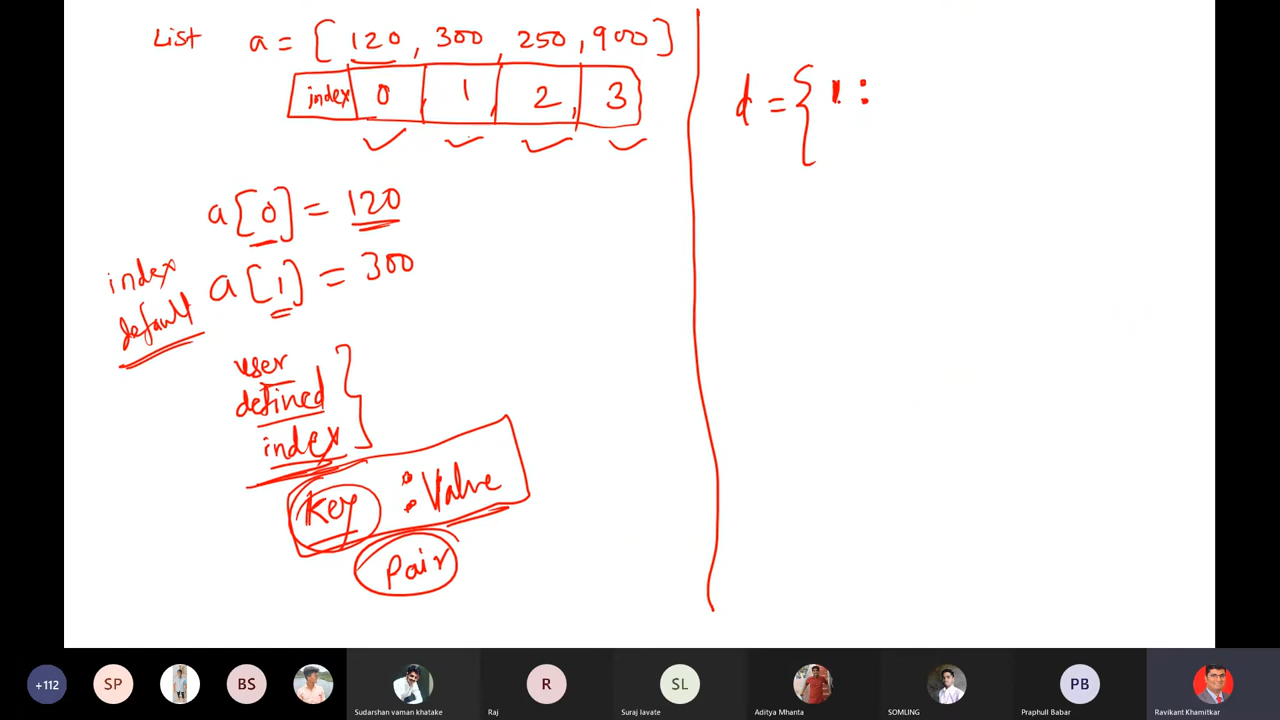 List a = [120, 300, 250, 900]
index 0 1 2 3
a[0] = 120
a[1] = 300
index
default
user
defined
index
Key : Value
Pair
d = { 1 :
+112
SP
BS
R
SL
PB
Sudarshan vaman khatake
Raj
Suraj lavate
Aditya Mhanta
SOMLING
Praphull Babar
Ravikant Khamitkar